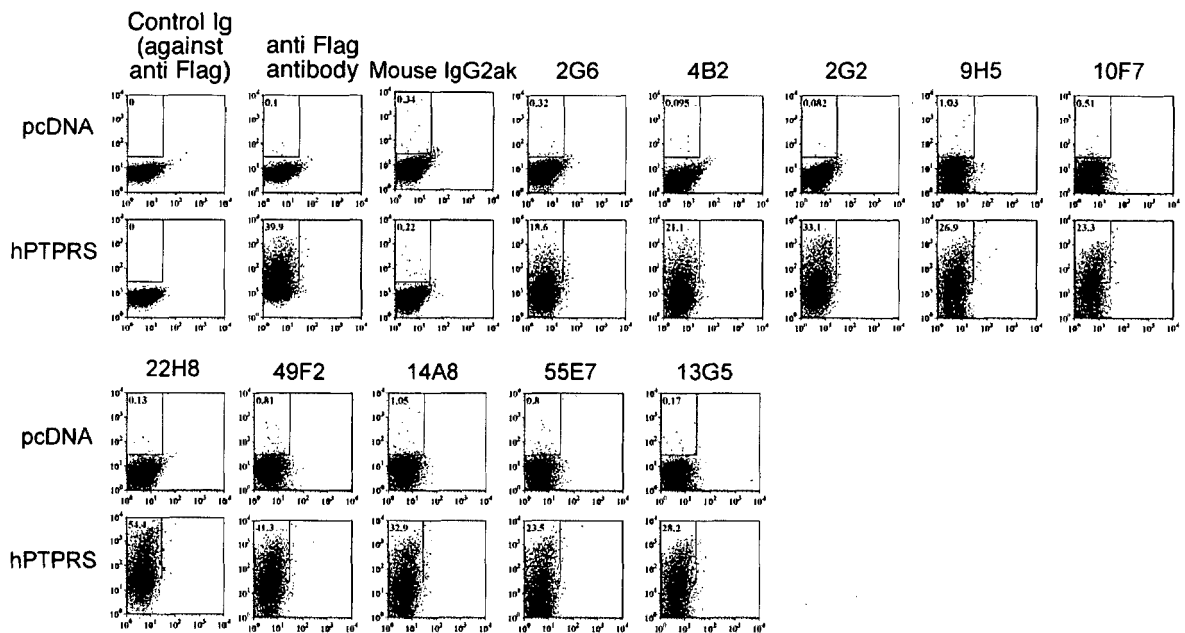 Control Ig
(against
anti Flag)
anti Flag
antibody
Mouse IgG2ak
2G6
4B2
2G2
9H5
10F7
pcDNA
0
0.1
0.34
0.32
0.095
0.082
1.03
0.51
hPTPRS
0
39.9
0.22
18.6
21.1
33.1
26.9
23.3
22H8
49F2
14A8
55E7
13G5
pcDNA
0.13
0.81
1.05
0.8
0.17
hPTPRS
54.4
41.3
32.9
23.5
28.2